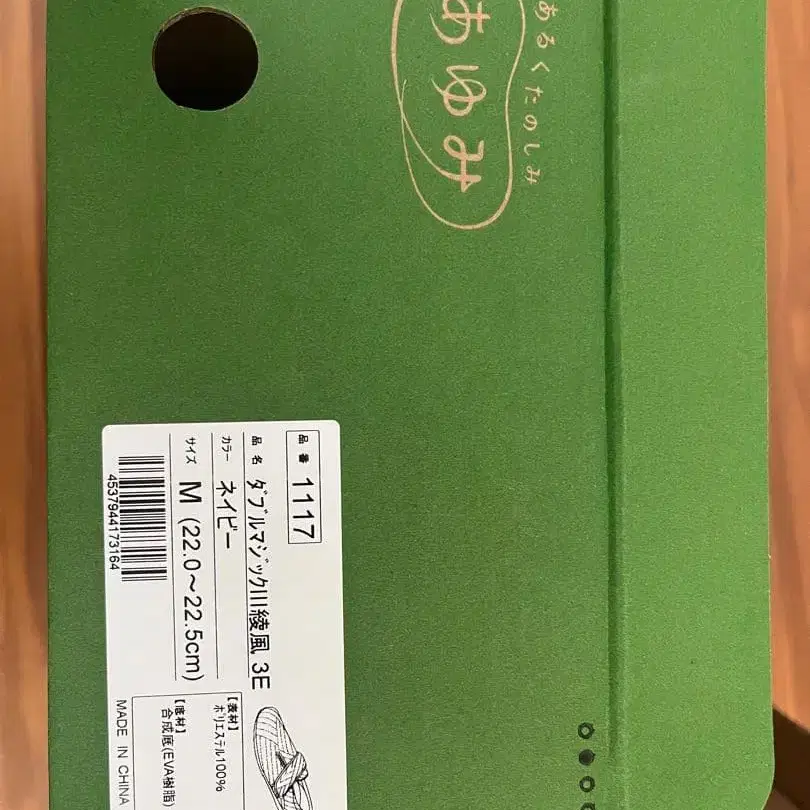 あるくたのしみ
あゆみ
品番 1117
品名 ダブルマジックIII綾風 3E
カラー ネイビー
サイズ M (22.0～22.5cm)
4537944173164
【表材】
ポリエステル100%
【底材】
合成底(EVA樹脂)
MADE IN CHINA